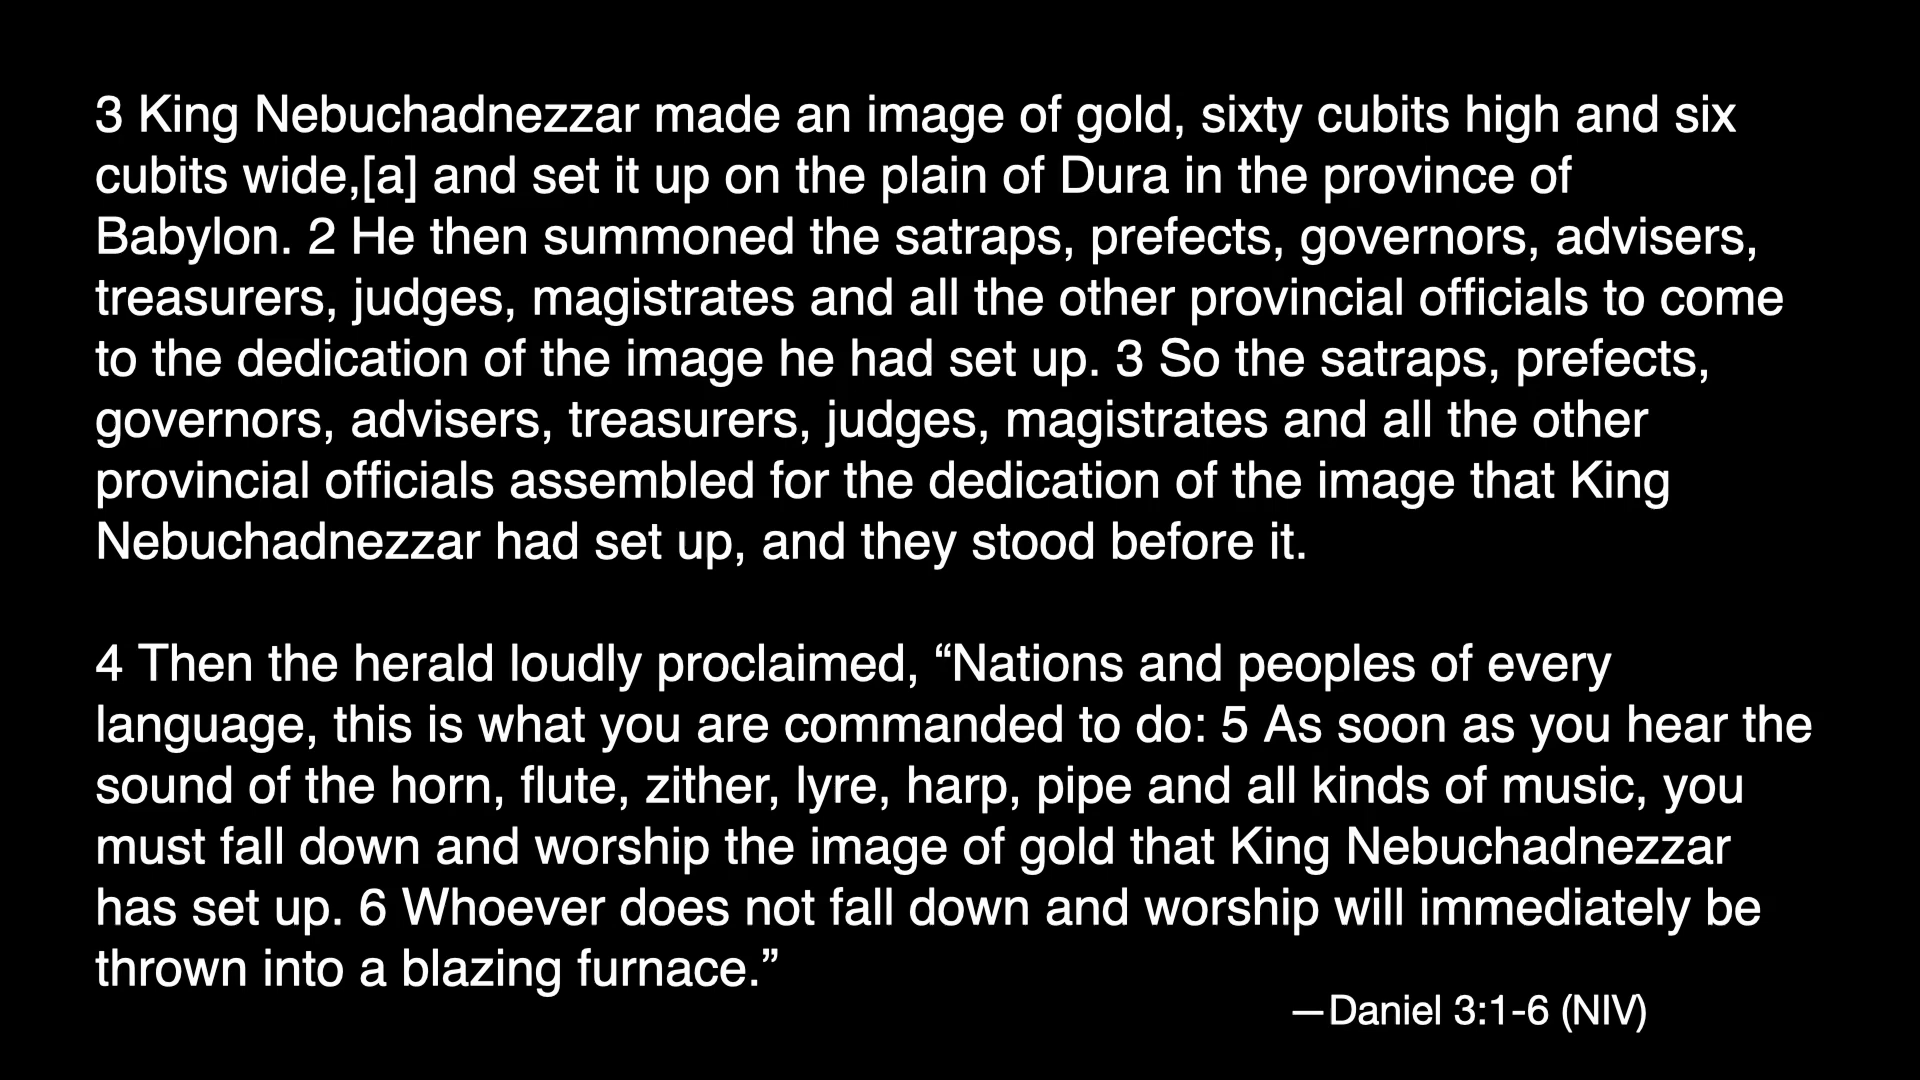 3 King Nebuchadnezzar made an image of gold, sixty cubits high and six
cubits wide,[a] and set it up on the plain of Dura in the province of
Babylon. 2 He then summoned the satraps, prefects, governors, advisers,
treasurers, judges, magistrates and all the other provincial officials to come
to the dedication of the image he had set up. 3 So the satraps, prefects,
governors, advisers, treasurers, judges, magistrates and all the other
provincial officials assembled for the dedication of the image that King
Nebuchadnezzar had set up, and they stood before it.
4 Then the herald loudly proclaimed, “Nations and peoples of every
language, this is what you are commanded to do: 5 As soon as you hear the
sound of the horn, flute, zither, lyre, harp, pipe and all kinds of music, you
must fall down and worship the image of gold that King Nebuchadnezzar
has set up. 6 Whoever does not fall down and worship will immediately be
thrown into a blazing furnace.”
—Daniel 3:1-6 (NIV)